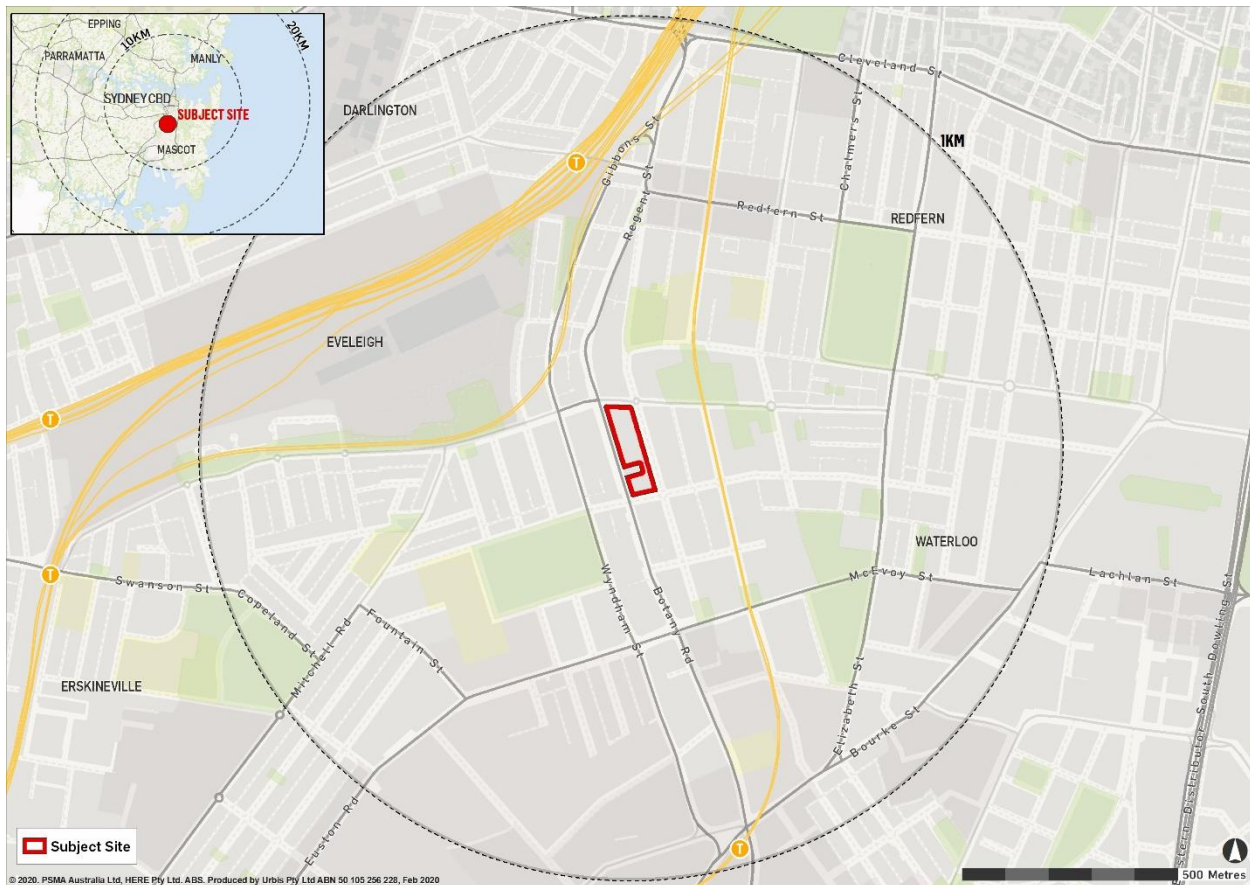 EPPING
20KM
10KM
PARRAMATTA
MANLY
SYDNEY CBD
SUBJECT SITE
MASCOT
DARLINGTON
Cleveland St
Gibbons St
Chalmers St
1KM
T
Regent St
Redfern St
REDFERN
EVELEIGH
T
WATERLOO
T
Swanson St
Copeland St
Wyndham St
Botany Rd
McEvoy St
Lachlan St
Mitchell Rd
Fountain St
ERSKINEVILLE
Elizabeth St
Bourke St
Eastern Distributor South Dowling St
Euston Rd
T
Subject Site
500 Metres
© 2020. PSMA Australia Ltd, HERE Pty Ltd. ABS. Produced by Urbis Pty Ltd ABN 50 105 256 228, Feb 2020